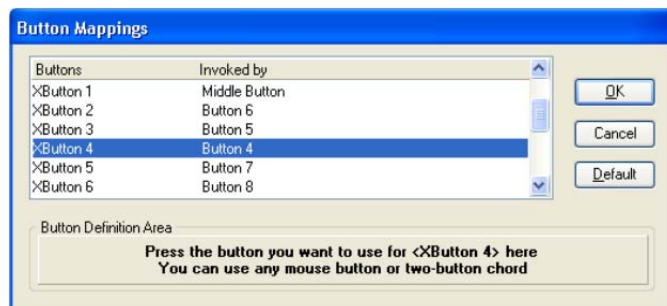 Button Mappings
Buttons Invoked by
XButton 1 Middle Button
XButton 2 Button 6
XButton 3 Button 5
XButton 4 Button 4
XButton 5 Button 7
XButton 6 Button 8
OK
Cancel
Default
Button Definition Area
Press the button you want to use for <XButton 4> here
You can use any mouse button or two-button chord